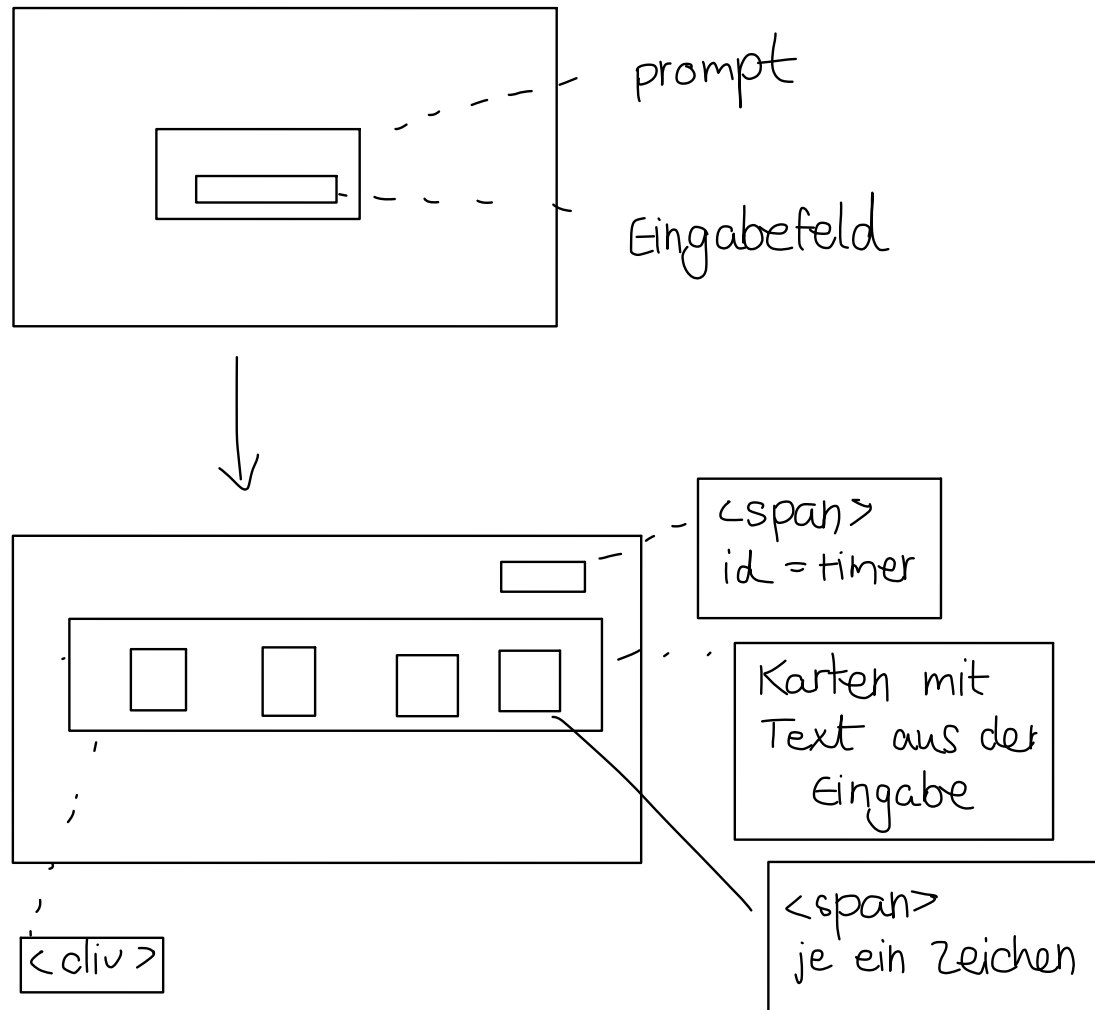 prompt
Eingabefeld
<span>
id = timer
Karten mit
Text aus der
Eingabe
<span>
je ein Zeichen
<div>